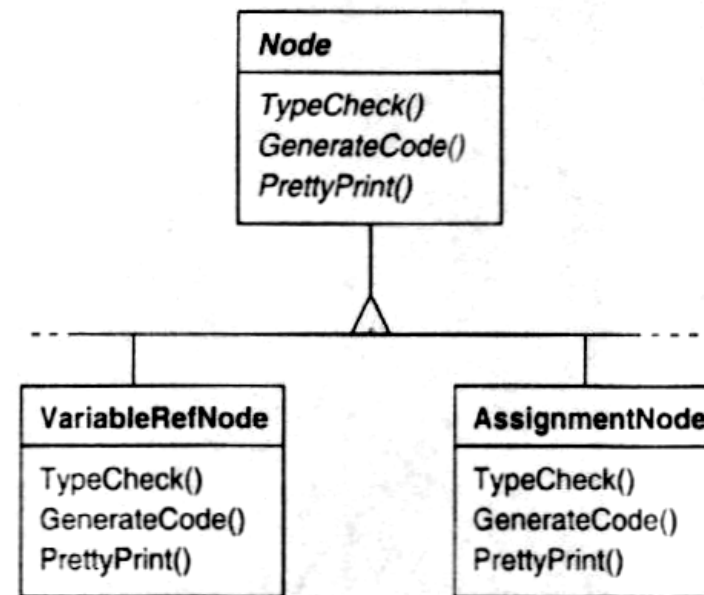 Node
TypeCheck()
GenerateCode()
PrettyPrint()
VariableRefNode
TypeCheck()
GenerateCode()
PrettyPrint()
AssignmentNode
TypeCheck()
GenerateCode()
PrettyPrint()